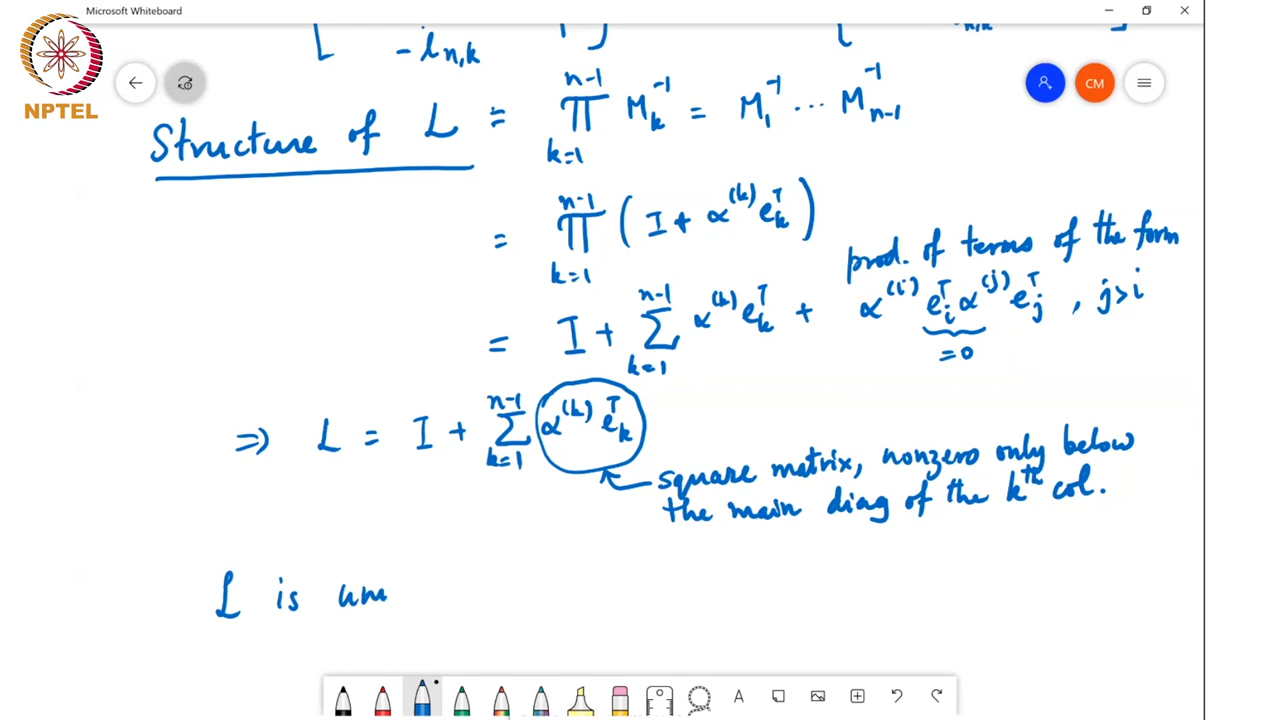 Microsoft Whiteboard
NPTEL
CM
-l_{n,k}
Structure of L = ∏_{k=1}^{n-1} M_k^{-1} = M_1^{-1} ... M_{n-1}^{-1}
= ∏_{k=1}^{n-1} ( I + α^{(k)} e_k^T )
prod. of terms of the form
= I + ∑_{k=1}^{n-1} α^{(k)} e_k^T + α^{(i)} e_i^T α^{(j)} e_j^T , j>i
=0
⇒ L = I + ∑_{k=1}^{n-1} α^{(k)} e_k^T
square matrix, nonzero only below
the main diag of the k^{th} col.
L is
A